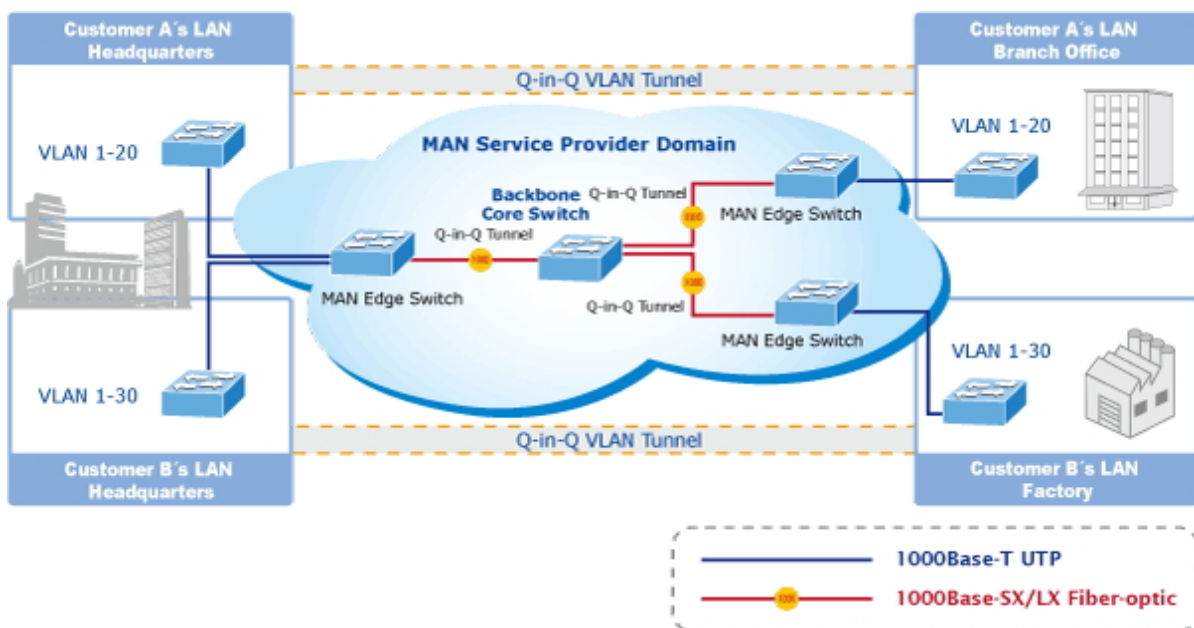 Customer A´s LAN
Headquarters
Customer A´s LAN
Branch Office
Q-in-Q VLAN Tunnel
VLAN 1-20
MAN Service Provider Domain
VLAN 1-20
Q-in-Q Tunnel
Backbone
Core Switch
MAN Edge Switch
Q-in-Q Tunnel
MAN Edge Switch
Q-in-Q Tunnel
MAN Edge Switch
VLAN 1-30
VLAN 1-30
Q-in-Q VLAN Tunnel
Customer B´s LAN
Headquarters
Customer B´s LAN
Factory
1000Base-T UTP
1000Base-SX/LX Fiber-optic